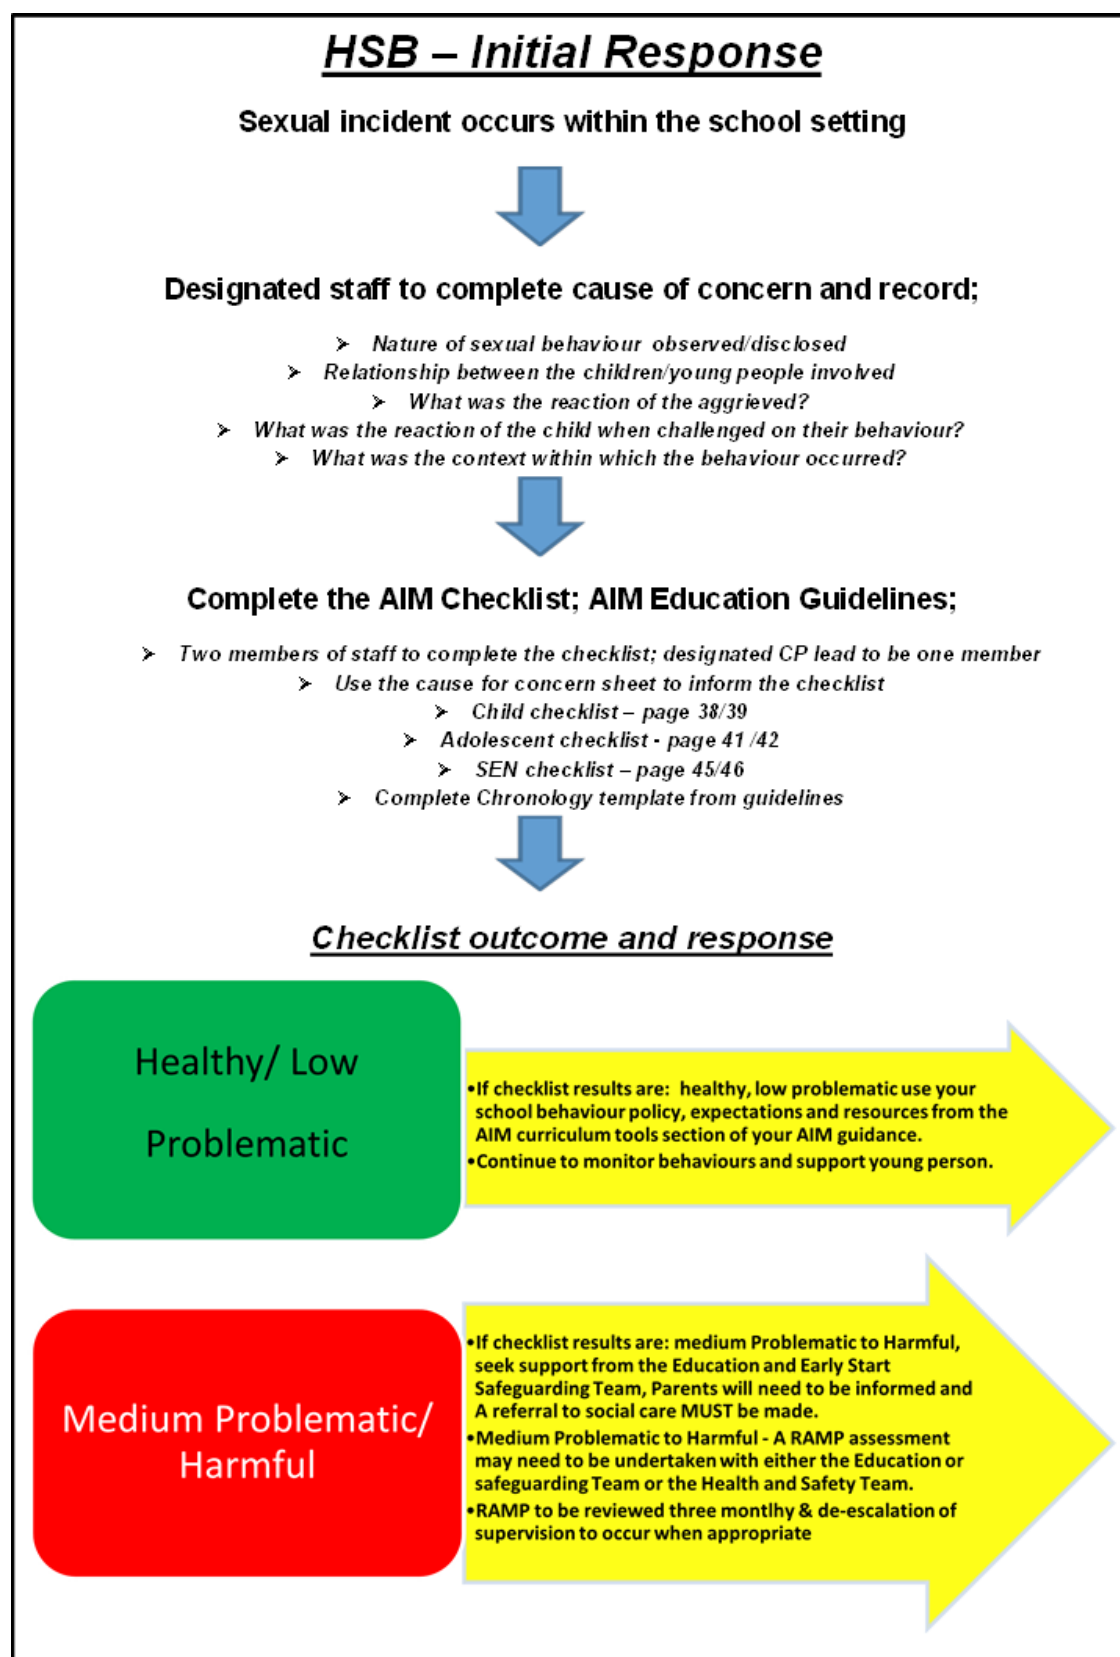 HSB – Initial Response
Sexual incident occurs within the school setting
Designated staff to complete cause of concern and record;
➢ Nature of sexual behaviour observed/disclosed
➢ Relationship between the children/young people involved
➢ What was the reaction of the aggrieved?
➢ What was the reaction of the child when challenged on their behaviour?
➢ What was the context within which the behaviour occurred?
Complete the AIM Checklist; AIM Education Guidelines;
➢ Two members of staff to complete the checklist; designated CP lead to be one member
➢ Use the cause for concern sheet to inform the checklist
➢ Child checklist – page 38/39
➢ Adolescent checklist - page 41 /42
➢ SEN checklist – page 45/46
➢ Complete Chronology template from guidelines
Checklist outcome and response
Healthy/ Low
Problematic
•If checklist results are: healthy, low problematic use your
school behaviour policy, expectations and resources from the
AIM curriculum tools section of your AIM guidance.
•Continue to monitor behaviours and support young person.
Medium Problematic/
Harmful
•If checklist results are: medium Problematic to Harmful,
seek support from the Education and Early Start
Safeguarding Team, Parents will need to be informed and
A referral to social care MUST be made.
•Medium Problematic to Harmful - A RAMP assessment
may need to be undertaken with either the Education or
safeguarding Team or the Health and Safety Team.
•RAMP to be reviewed three montlhy & de-escalation of
supervision to occur when appropriate